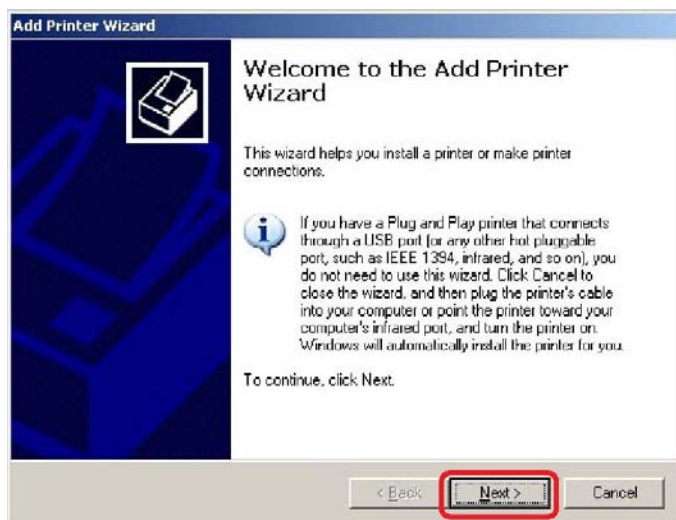 Add Printer Wizard
Welcome to the Add Printer
Wizard
This wizard helps you install a printer or make printer
connections.
If you have a Plug and Play printer that connects
through a USB port (or any other hot pluggable
port, such as IEEE 1394, infrared, and so on), you
do not need to use this wizard. Click Cancel to
close the wizard, and then plug the printer's cable
into your computer or point the printer toward your
computer's infrared port, and turn the printer on.
Windows will automatically install the printer for you.
To continue, click Next.
< Back Next > Cancel